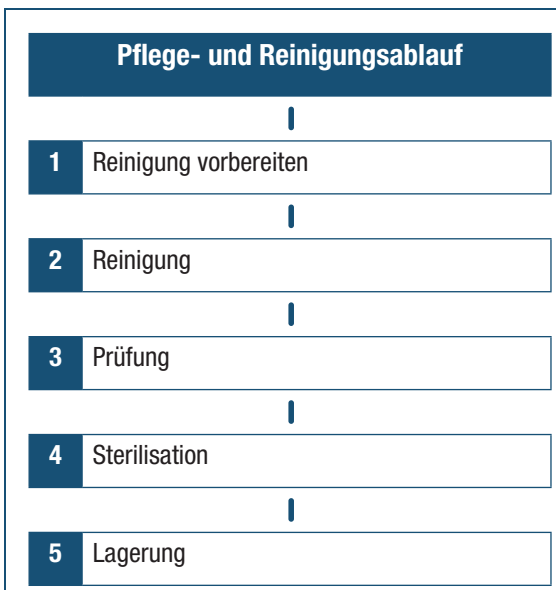 Pflege- und Reinigungsablauf
1 Reinigung vorbereiten
2 Reinigung
3 Prüfung
4 Sterilisation
5 Lagerung